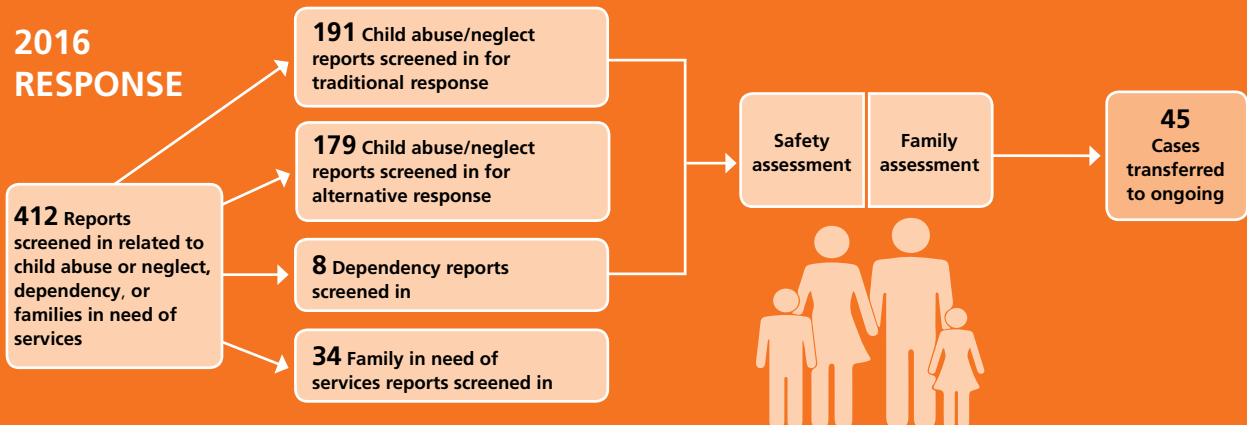 2016
RESPONSE
412 Reports
screened in related to
child abuse or neglect,
dependency, or
families in need of
services
191 Child abuse/neglect
reports screened in for
traditional response
179 Child abuse/neglect
reports screened in for
alternative response
8 Dependency reports
screened in
34 Family in need of
services reports screened in
Safety
assessment
Family
assessment
45
Cases
transferred
to ongoing